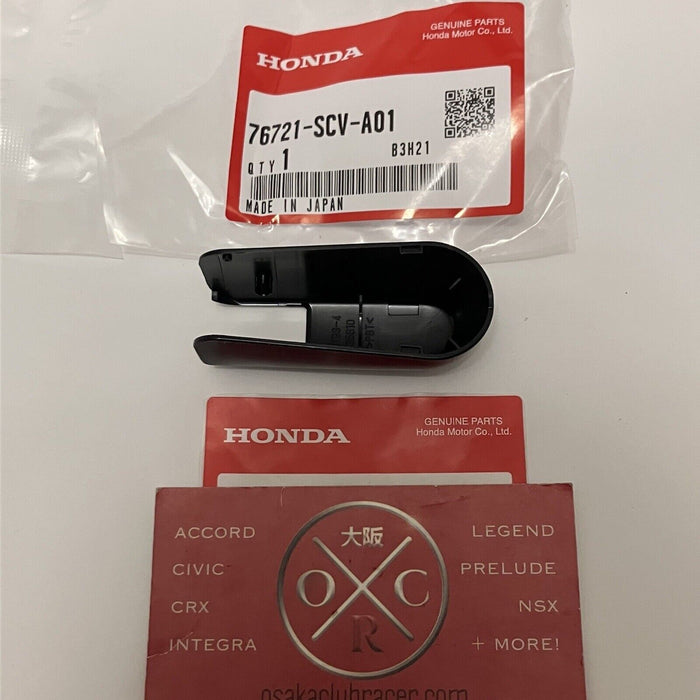 HONDA
GENUINE PARTS
Honda Motor Co., Ltd.
76721-SCV-A01
QTY 1
B3H21
MADE IN JAPAN
>PBT<
HONDA
GENUINE PARTS
Honda Motor Co., Ltd.
ACCORD
CIVIC
CRX
INTEGRA
大阪
O C
R
LEGEND
PRELUDE
NSX
+ MORE!
osakaclubracer.com